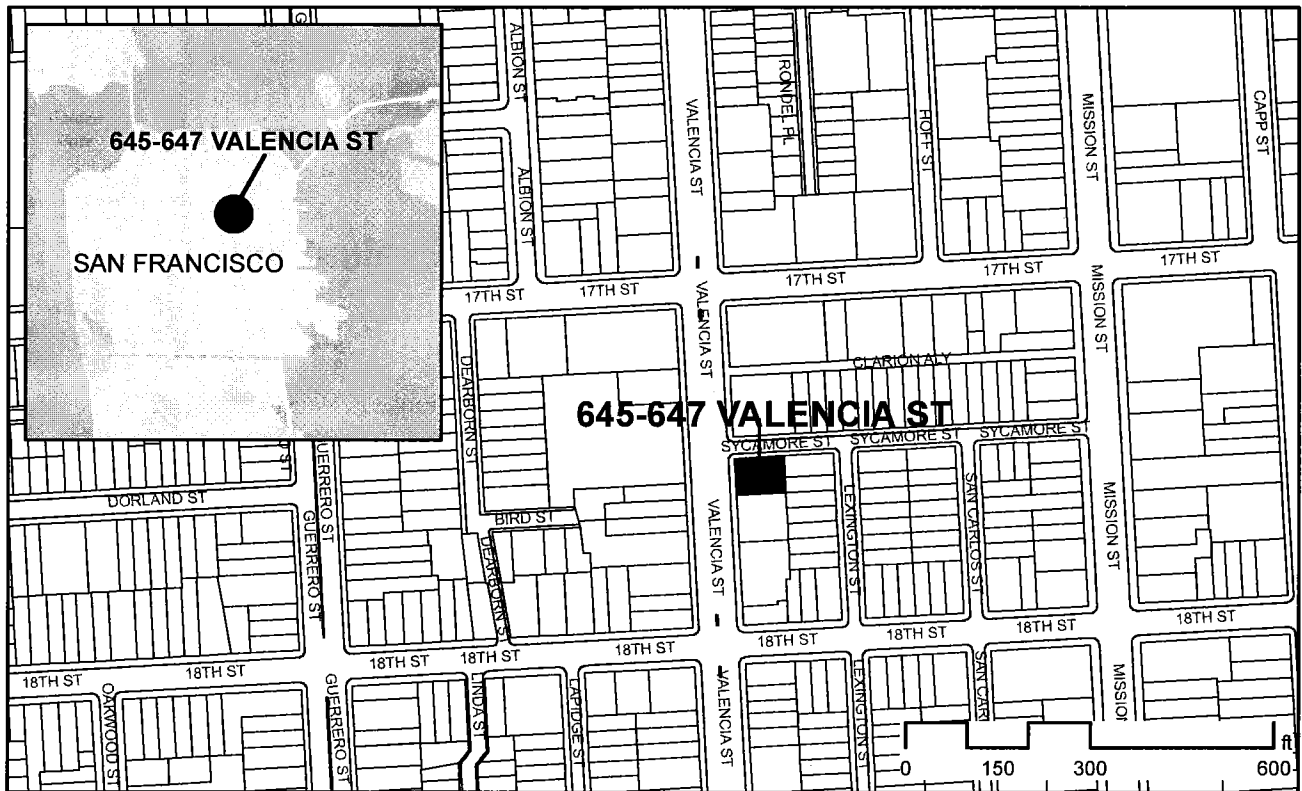 645-647 VALENCIA ST
SAN FRANCISCO
ALBION ST
ALBION ST
VALENCIA ST
RONDEL PL
HOFF ST
MISSION ST
CAPP ST
17TH ST
17TH ST
17TH ST
17TH ST
17TH ST
VALENCIA ST
MISSION ST
CLARION ALY
DEARBORN ST
645-647 VALENCIA ST
SYCAMORE ST
SYCAMORE ST
SYCAMORE ST
GUERRERO ST
DORLAND ST
BIRD ST
DEARBORN ST
GUERRERO ST
VALENCIA ST
LEXINGTON ST
SAN CARLOS ST
MISSION ST
18TH ST
18TH ST
18TH ST
18TH ST
18TH ST
18TH ST
18TH ST
18TH ST
OAKWOOD ST
GUERRERO ST
LINDA ST
LAPIDGE S
VALENCIA ST
LEXINGTON S
SAN CAR
MISSION
ft
0 150 300 600